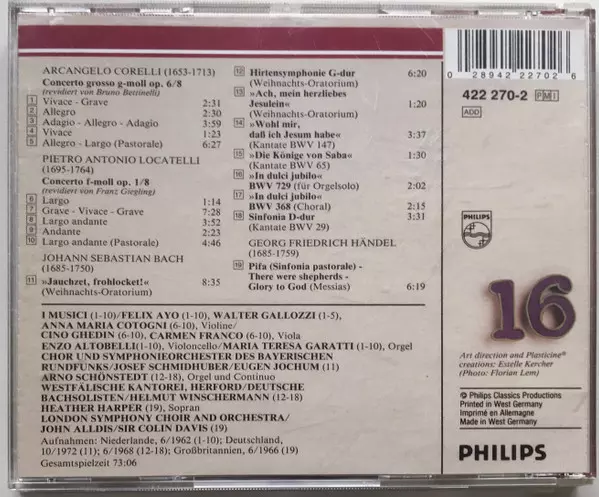 ARCANGELO CORELLI (1653-1713)
Concerto grosso g-moll op. 6/8
(revidiert von Bruno Bettinelli)
1 Vivace - Grave 2:31
2 Allegro 2:30
3 Adagio - Allegro - Adagio 3:59
4 Vivace 1:23
5 Allegro - Largo (Pastorale) 6:27
PIETRO ANTONIO LOCATELLI
(1695-1764)
Concerto f-moll op. 1/8
(revidiert von Franz Giegling)
6 Largo 1:14
7 Grave - Vivace - Grave 7:28
8 Largo andante 3:52
9 Andante 2:23
10 Largo andante (Pastorale) 4:46
JOHANN SEBASTIAN BACH
(1685-1750)
11 »Jauchzet, frohlocket!« 8:35
(Weihnachts-Oratorium)
12 Hirtensymphonie G-dur 6:20
(Weihnachts-Oratorium)
13 »Ach, mein herzliebes
Jesulein« 1:20
(Weihnachts-Oratorium)
14 »Wohl mir,
daß ich Jesum habe« 3:37
(Kantate BWV 147)
15 »Die Könige von Saba« 1:30
(Kantate BWV 65)
16 »In dulci jubilo«
BWV 729 (für Orgelsolo) 2:02
17 »In dulci jubilo«
BWV 368 (Choral) 2:15
18 Sinfonia D-dur 3:31
(Kantate BWV 29)
GEORG FRIEDRICH HÄNDEL
(1685-1759)
19 Pifa (Sinfonia pastorale) -
There were shepherds -
Glory to God (Messias) 6:19
I MUSICI (1-10)/FELIX AYO (1-10), WALTER GALLOZZI (1-5),
ANNA MARIA COTOGNI (6-10), Violine/
CINO GHEDIN (6-10), CARMEN FRANCO (6-10), Viola
ENZO ALTOBELLI (1-10), Violoncello/MARIA TERESA GARATTI (1-10), Orgel
CHOR UND SYMPHONIEORCHESTER DES BAYERISCHEN
RUNDFUNKS/JOSEF SCHMIDHUBER/EUGEN JOCHUM (11)
ARNO SCHÖNSTEDT (12-18), Orgel und Continuo
WESTFÄLISCHE KANTOREI, HERFORD/DEUTSCHE
BACHSOLISTEN/HELMUT WINSCHERMANN (12-18)
HEATHER HARPER (19), Sopran
LONDON SYMPHONY CHOIR AND ORCHESTRA/
JOHN ALLDIS/SIR COLIN DAVIS (19)
Aufnahmen: Niederlande, 6/1962 (1-10); Deutschland,
10/1972 (11); 6/1968 (12-18); Großbritannien, 6/1966 (19)
Gesamtspielzeit 73:06
0 28942 22702 6
422 270-2 PMI
ADD
PHILIPS
16
Art direction and Plasticine®
creations: Estelle Kercher
(Photo: Florian Lem)
℗ Philips Classics Productions
Printed in West Germany
Imprimé en Allemagne
Made in West Germany
PHILIPS